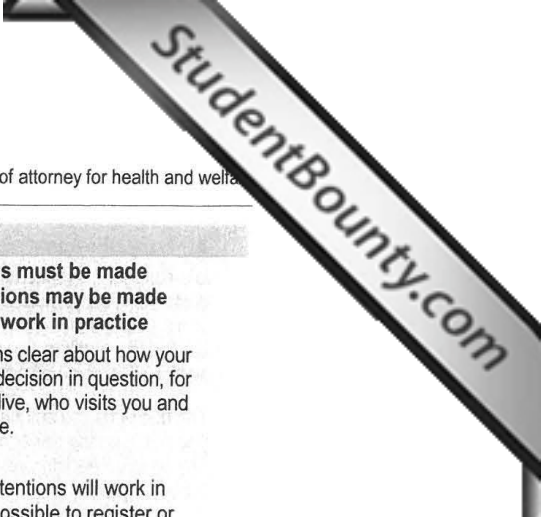 StudentBounty.com
of attorney for health and welfa
s must be made
ions may be made
work in practice
ns clear about how your
decision in question, for
live, who visits you and
e.
tentions will work in
ossible to register or